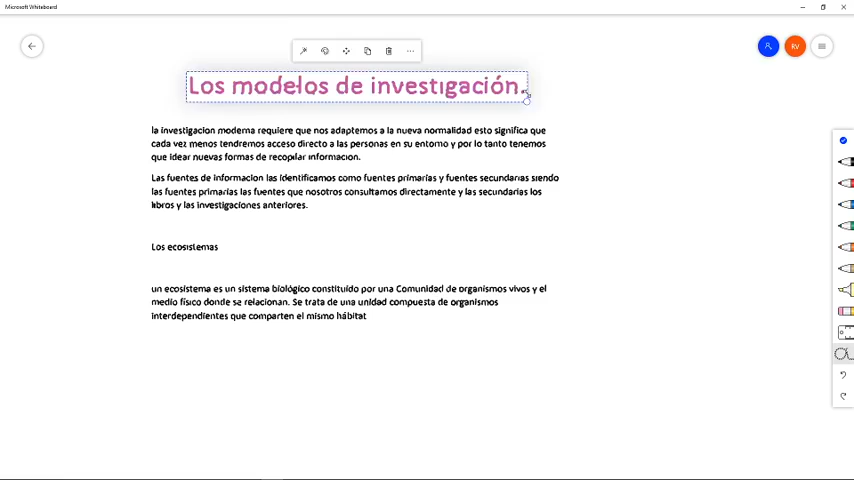 Microsoft Whiteboard
RV
Los modelos de investigación.
la investigacion moderna requiere que nos adaptemos a la nueva normalidad esto significa que
cada vez menos tendremos acceso directo a las personas en su entorno y por lo tanto tenemos
que idear nuevas formas de recopilar informacion.
Las fuentes de informacion las identificamos como fuentes primarias y fuentes secundarias siendo
las fuentes primarias las fuentes que nosotros consultamos directamente y las secundarias los
libros y las investigaciones anteriores.
Los ecosistemas
un ecosistema es un sistema biológico constituido por una Comunidad de organismos vivos y el
medio físico donde se relacionan. Se trata de una unidad compuesta de organismos
interdependientes que comparten el mismo hábitat